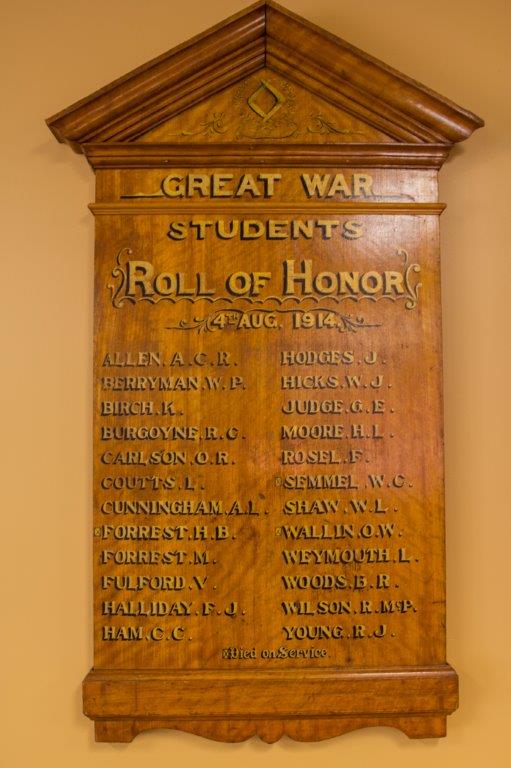 GREAT WAR
STUDENTS
ROLL OF HONOR
4TH AUG. 1914.
ALLEN. A. C. R.
BERRYMAN. W. P.
BIRCH. K.
BURGOYNE. R. G.
CARLSON. O. R.
COUTTS. L.
CUNNINGHAM. A. L.
FORREST. H. B.
FORREST. M.
FULFORD. V.
HALLIDAY. F. J.
HAM. C. C.
HODGES. J.
HICKS. W. J.
JUDGE. G. E.
MOORE. H. L.
ROSEL. F.
SEMMEL. W. C.
SHAW. W. L.
WALLIN. O. W.
WEYMOUTH. L.
WOODS. B. R.
WILSON. R. McP.
YOUNG. R. J.
Died on Service.